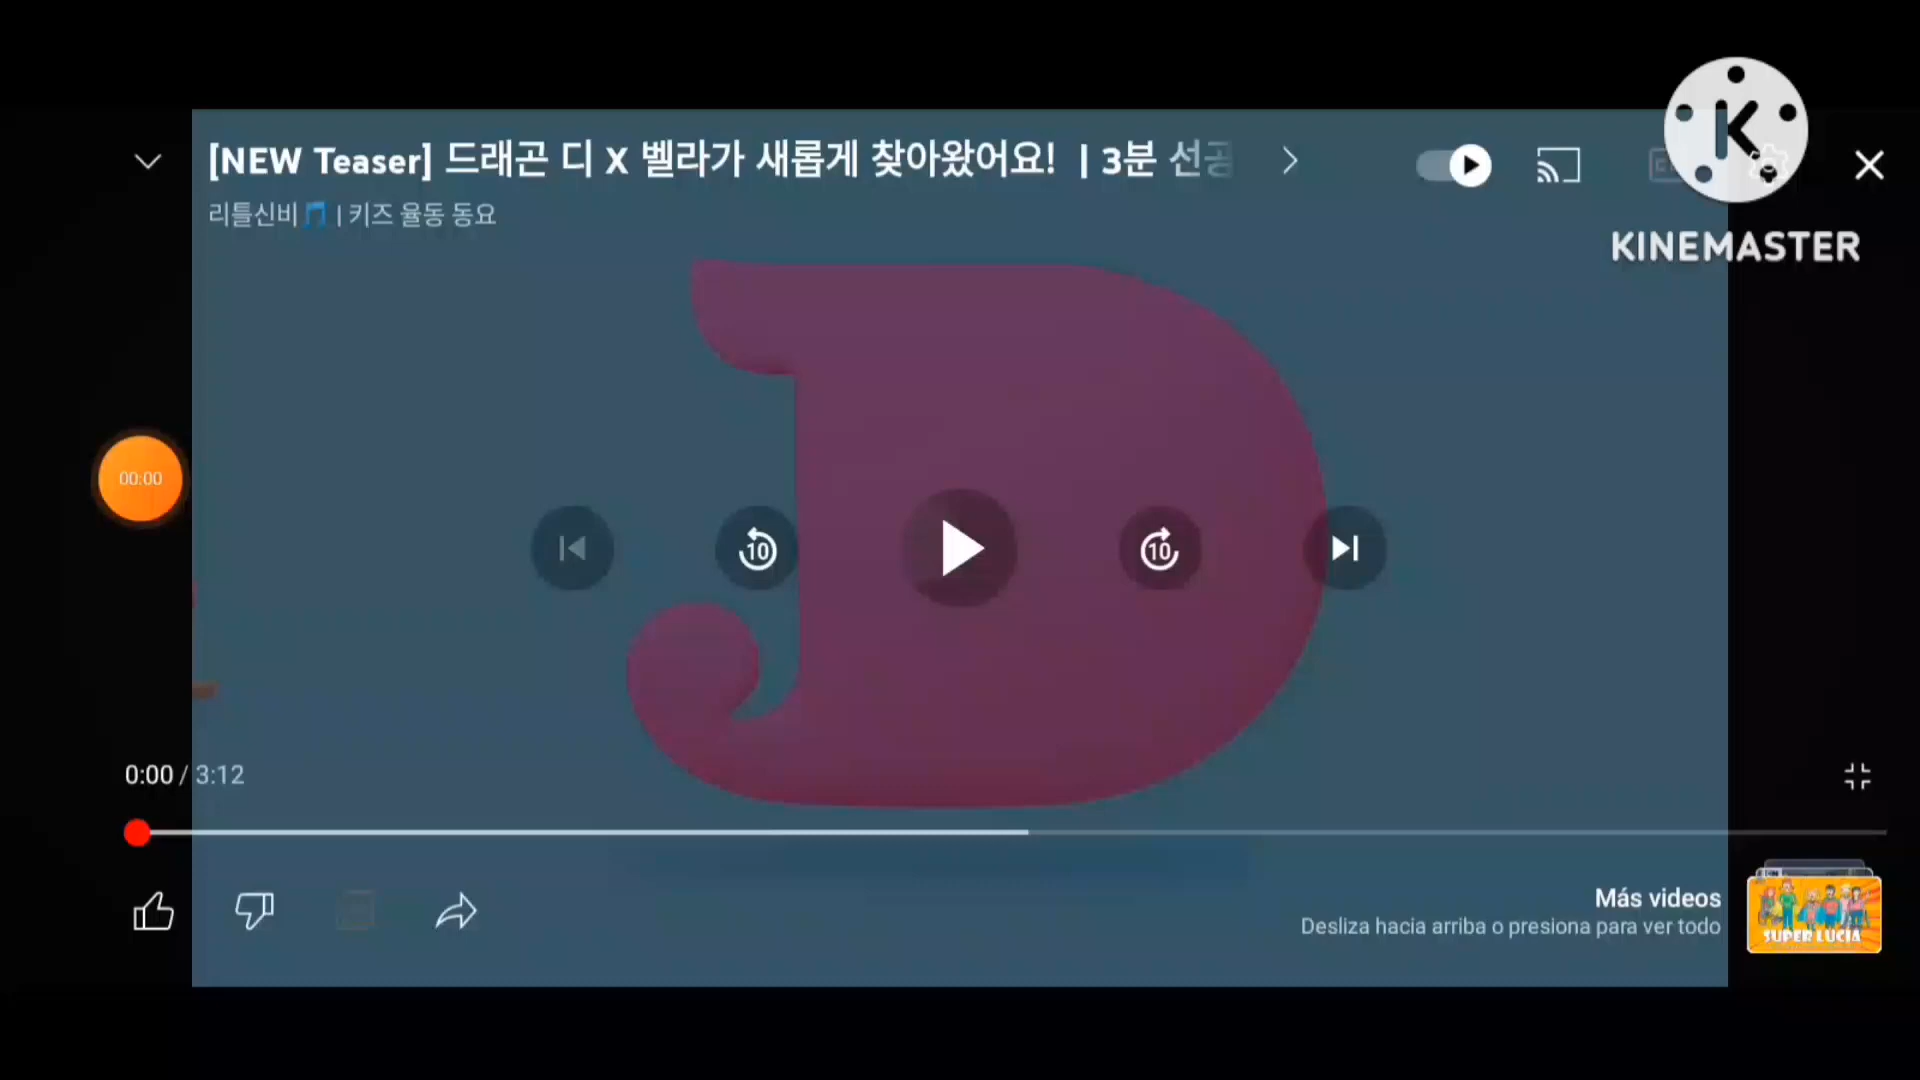 [NEW Teaser] 드래곤 디 X 벨라가 새롭게 찾아왔어요! | 3분 선공
리틀신비🎵 | 키즈 율동 동요
K
KINEMASTER
00:00
10
10
0:00 / 3:12
Más videos
Desliza hacia arriba o presiona para ver todo
SUPER LUCIA